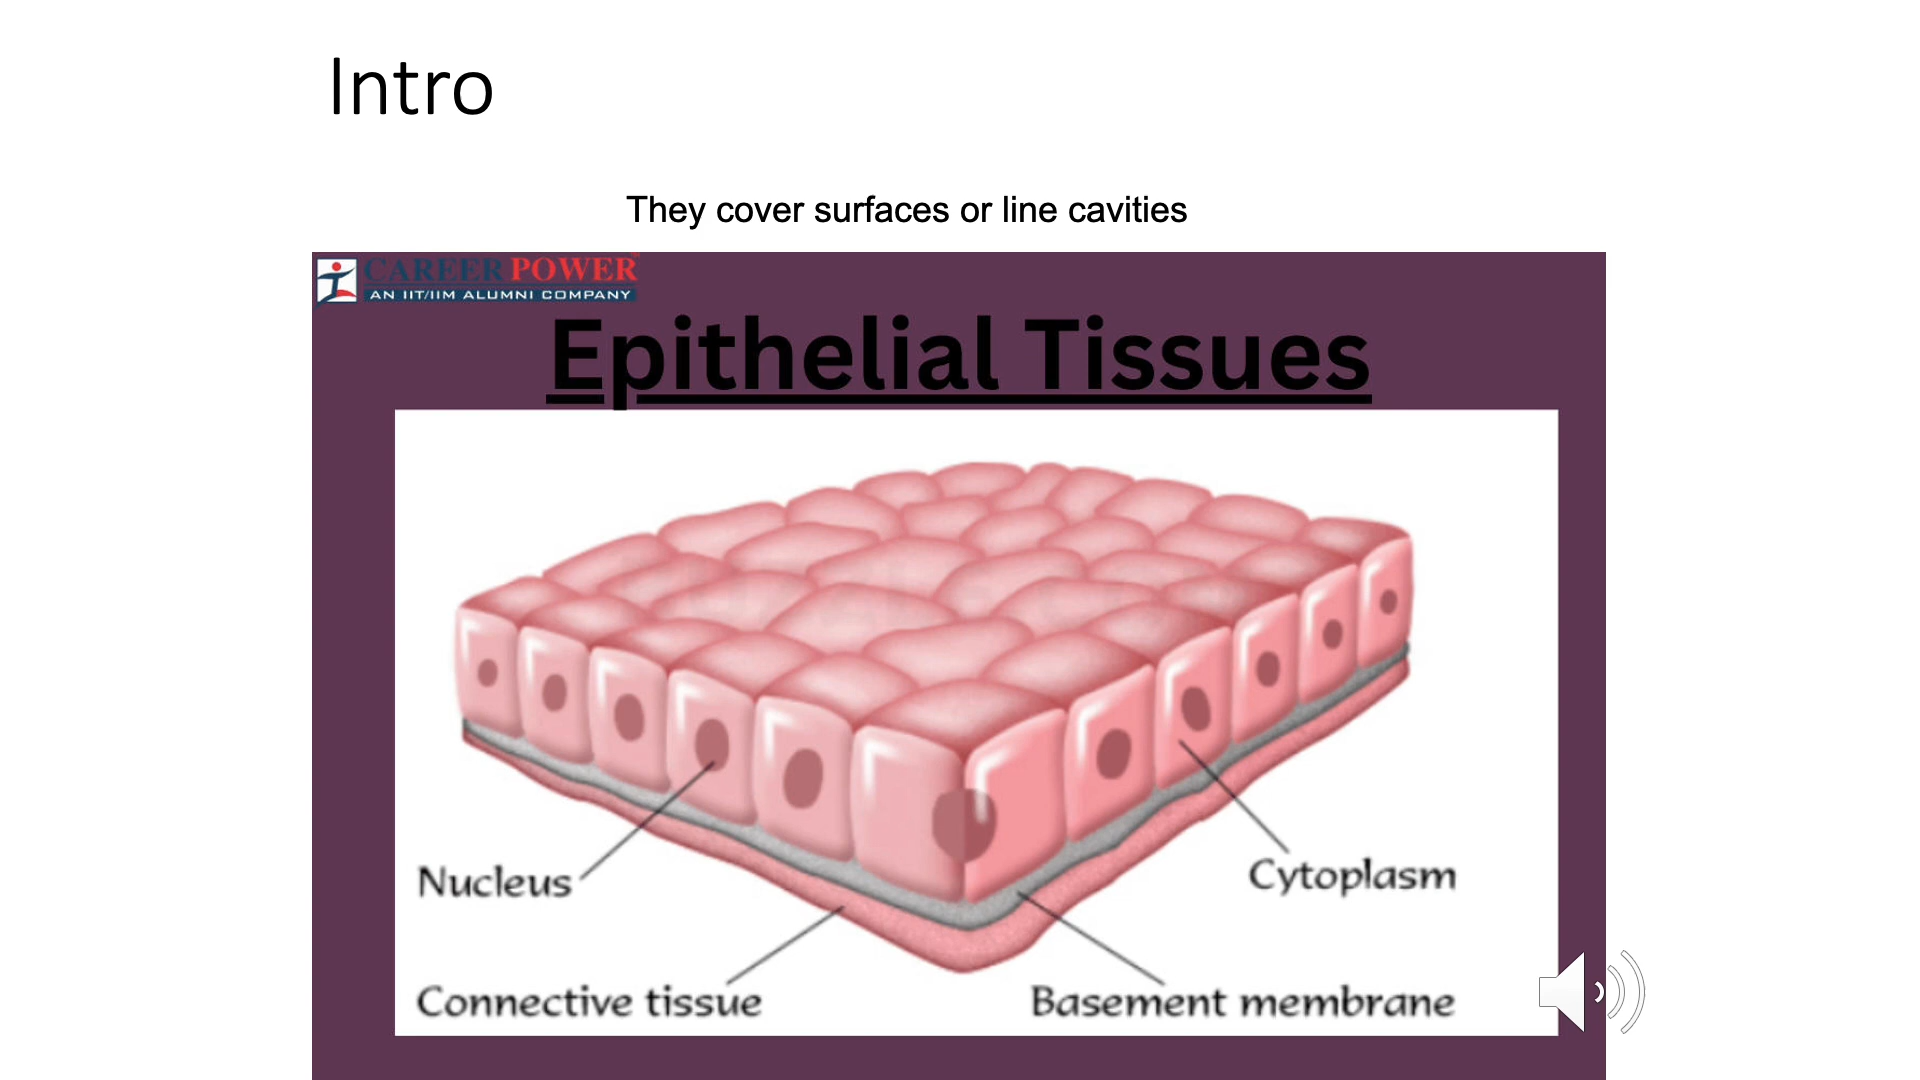 Intro
They cover surfaces or line cavities
CAREER POWER
AN IIT/IIM ALUMNI COMPANY
Epithelial Tissues
Nucleus
Cytoplasm
Connective tissue
Basement membrane